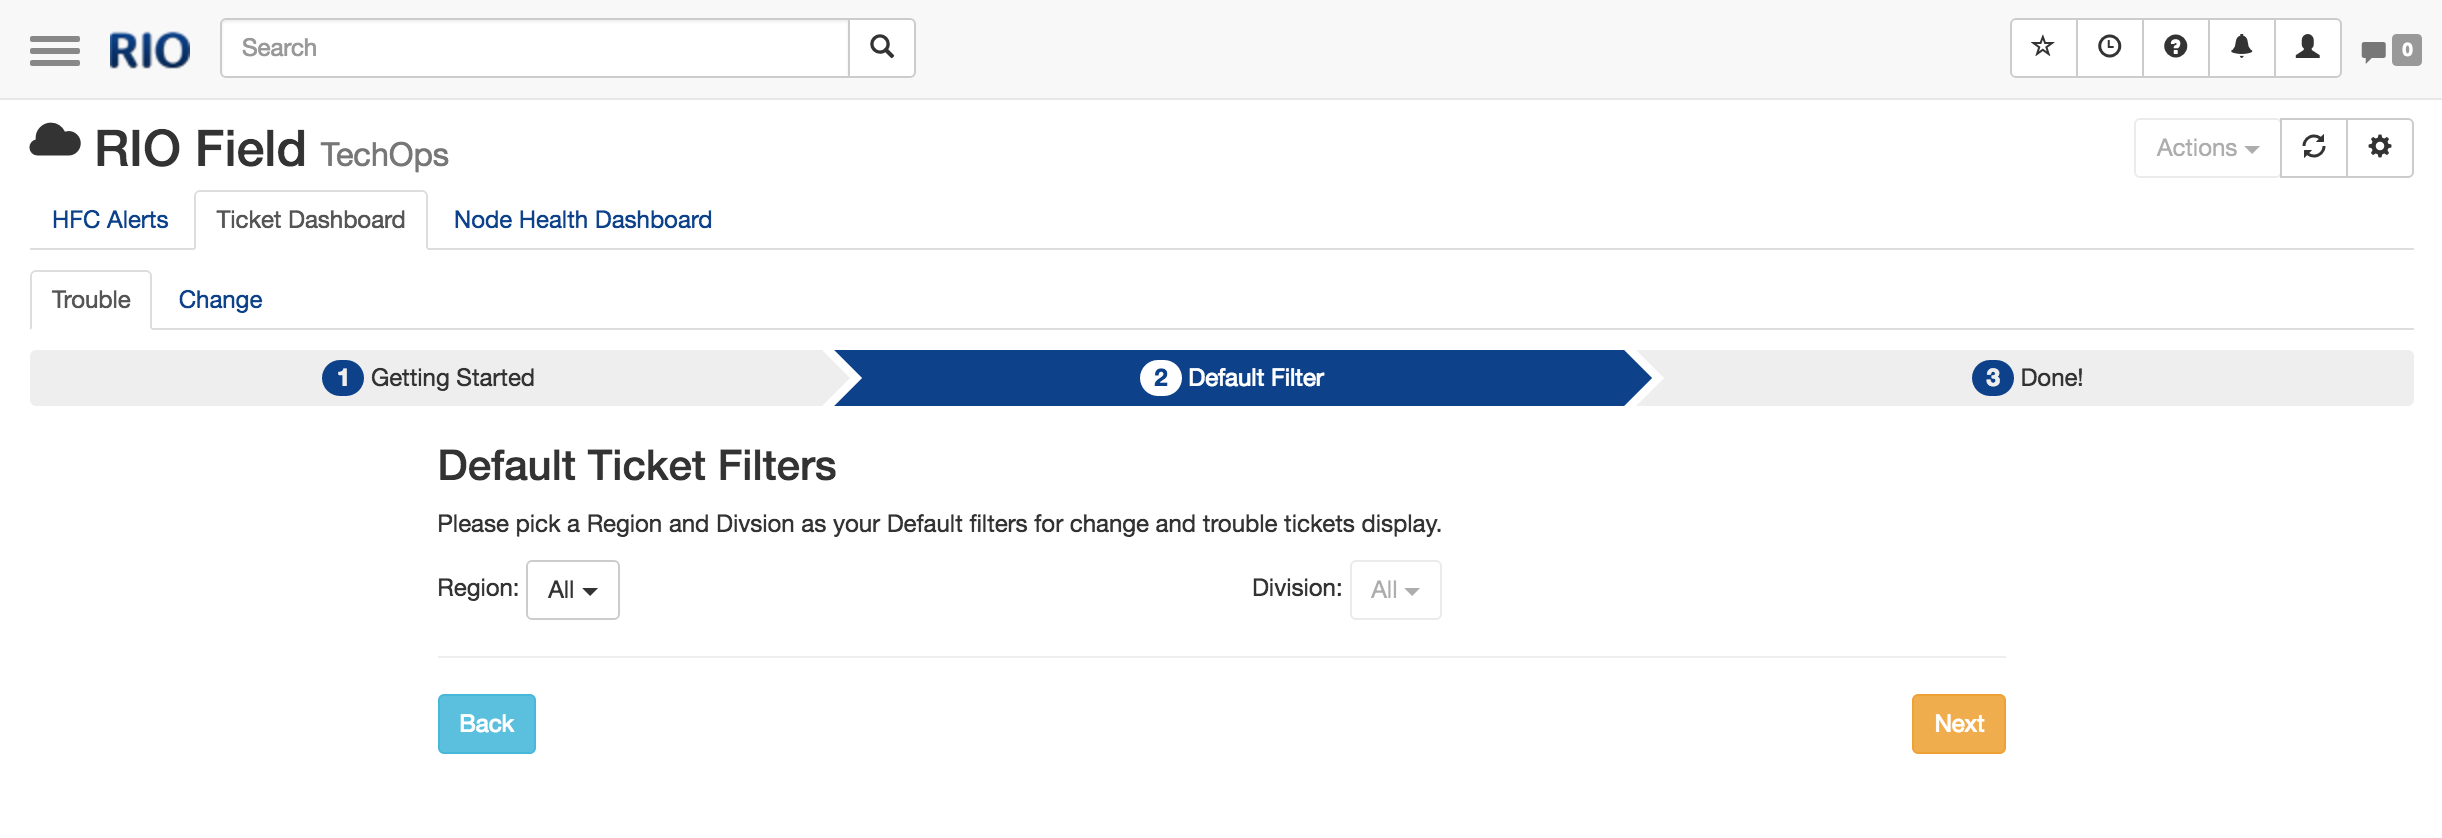 RIO Search 0
RIO Field TechOps Actions
HFC Alerts Ticket Dashboard Node Health Dashboard
Trouble Change
1 Getting Started 2 Default Filter 3 Done!
Default Ticket Filters
Please pick a Region and Divsion as your Default filters for change and trouble tickets display.
Region: All Division: All
Back Next